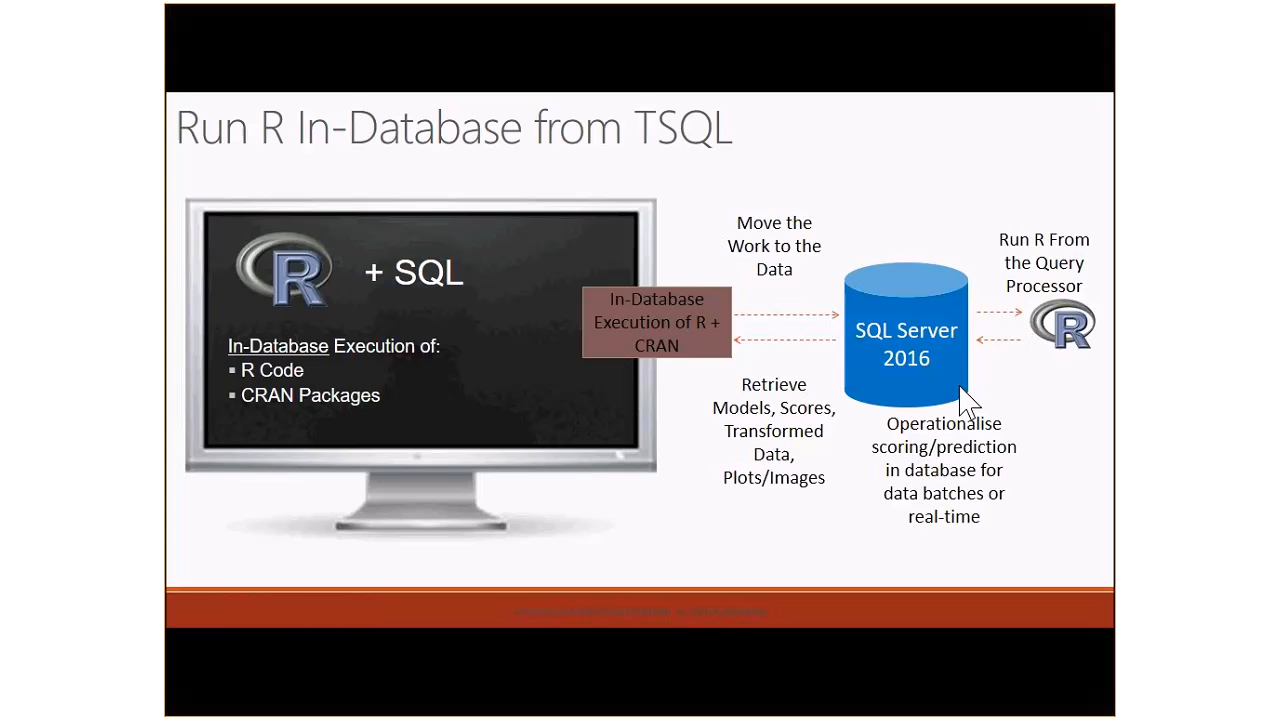 Run R In-Database from TSQL
R
+ SQL
In-Database Execution of:
▪ R Code
▪ CRAN Packages
In-Database
Execution of R +
CRAN
Move the
Work to the
Data
Retrieve
Models, Scores,
Transformed
Data,
Plots/Images
SQL Server
2016
Operationalise
scoring/prediction
in database for
data batches or
real-time
Run R From
the Query
Processor
R